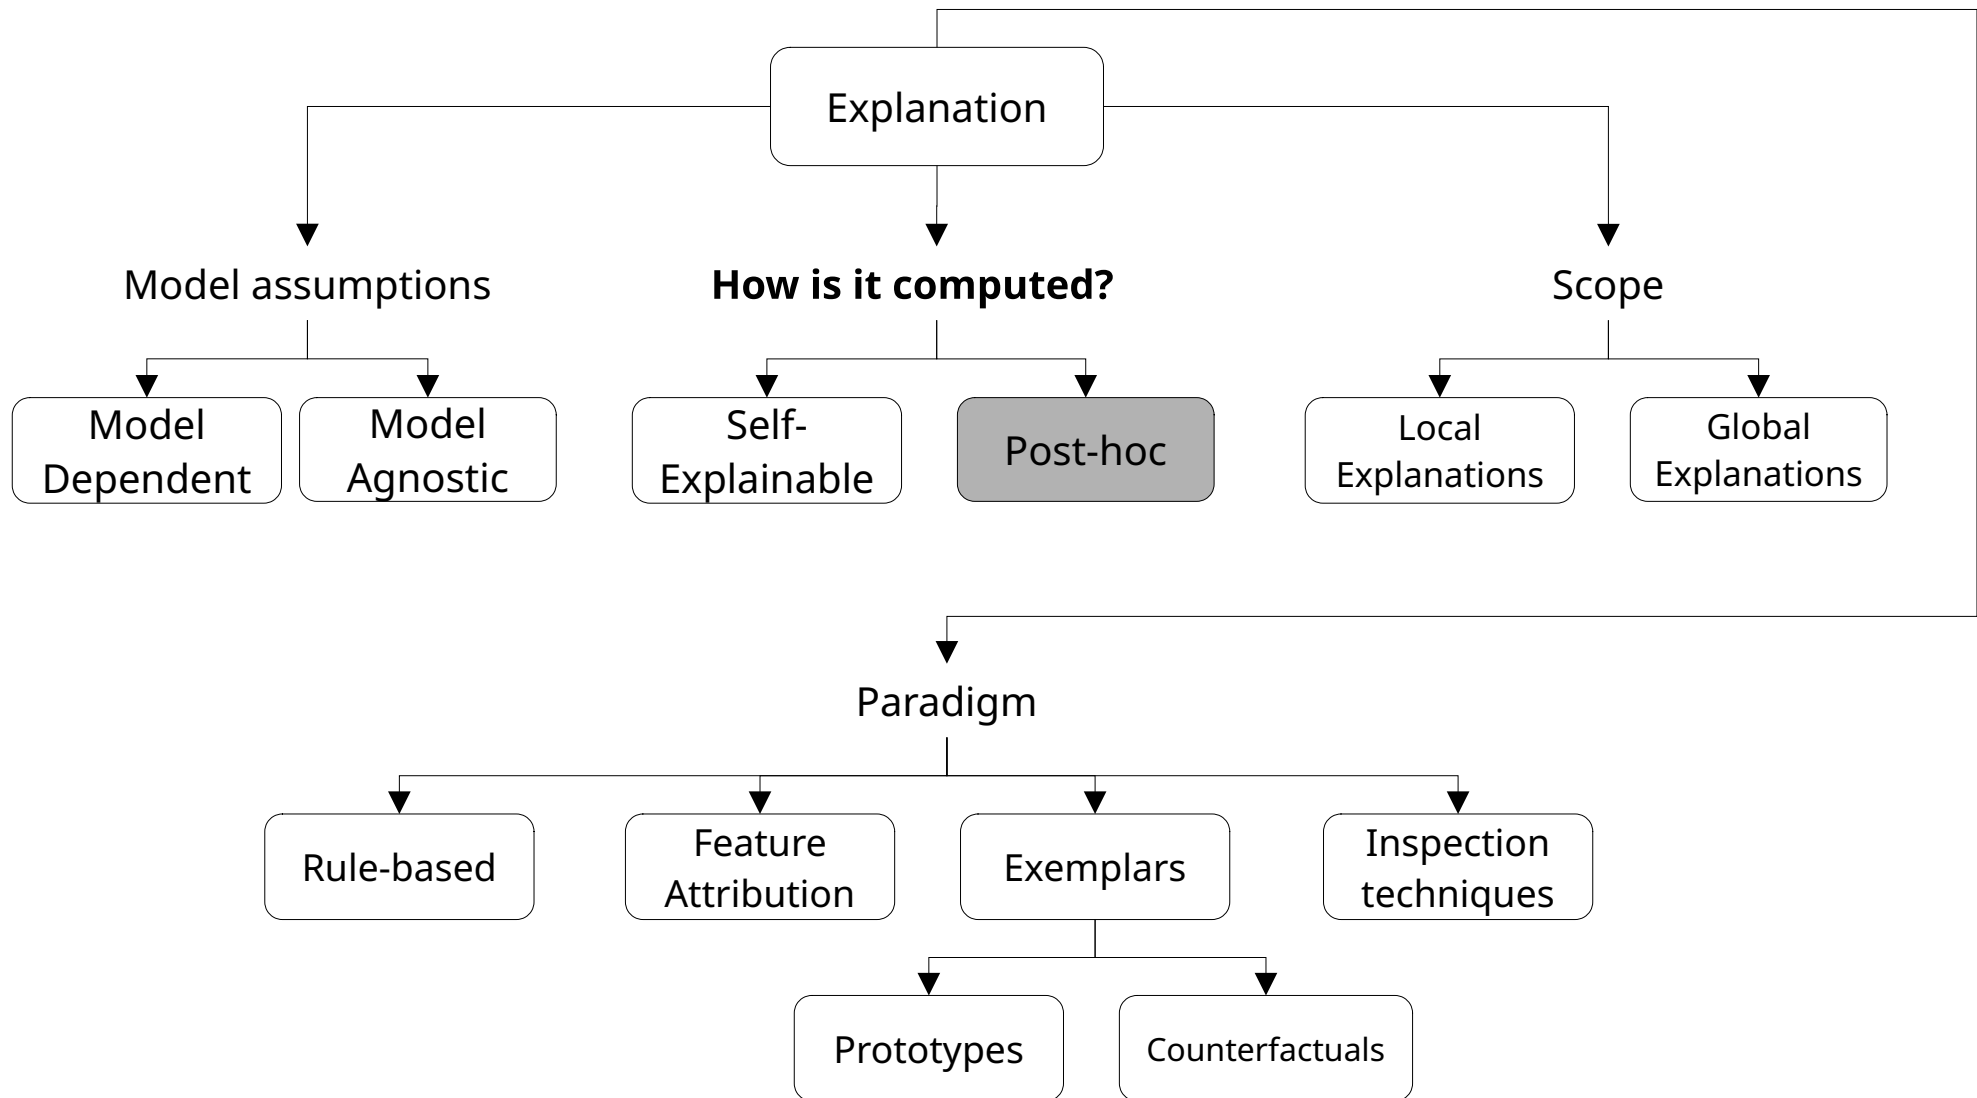 Explanation
Model assumptions
How is it computed?
Scope
Model
Dependent
Model
Agnostic
Self-
Explainable
Post-hoc
Local
Explanations
Global
Explanations
Paradigm
Rule-based
Feature
Attribution
Exemplars
Inspection
techniques
Prototypes
Counterfactuals